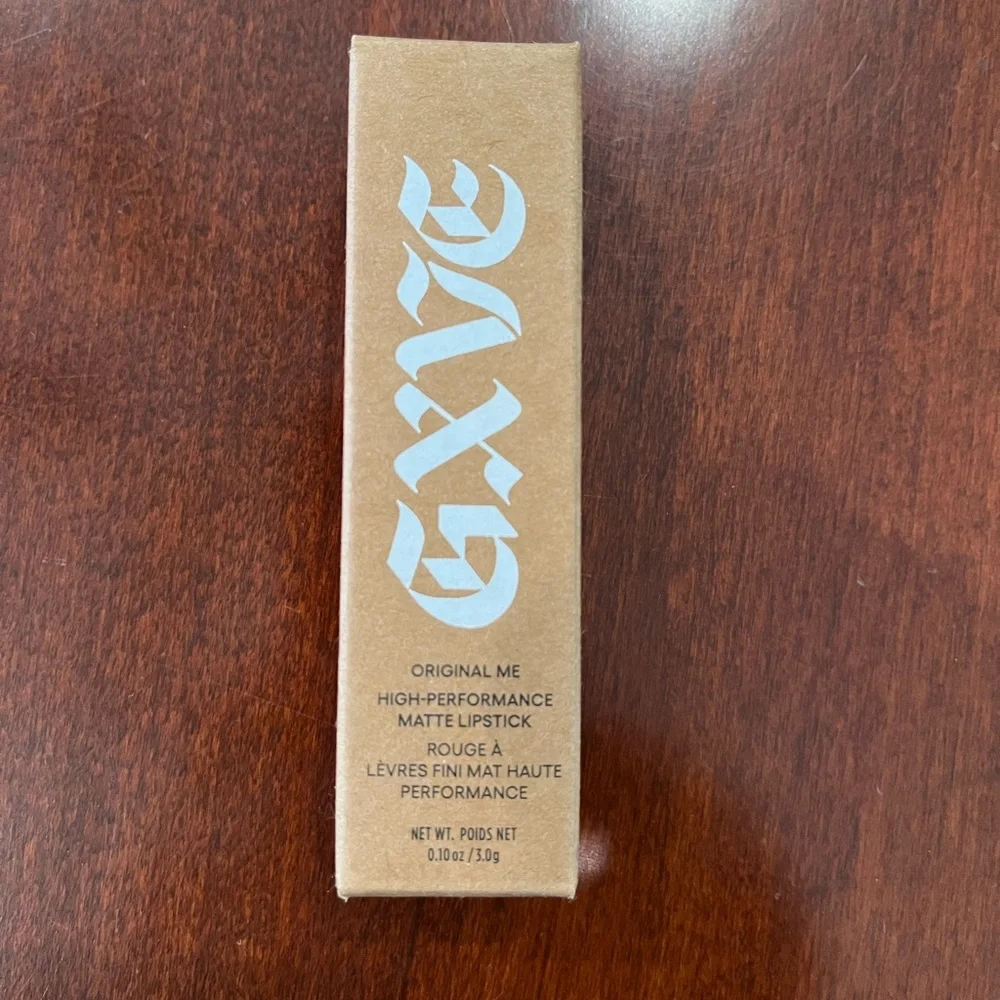 GXVE
ORIGINAL ME
HIGH-PERFORMANCE
MATTE LIPSTICK
ROUGE À
LÈVRES FINI MAT HAUTE
PERFORMANCE
NET WT. POIDS NET
0.10 oz / 3.0g